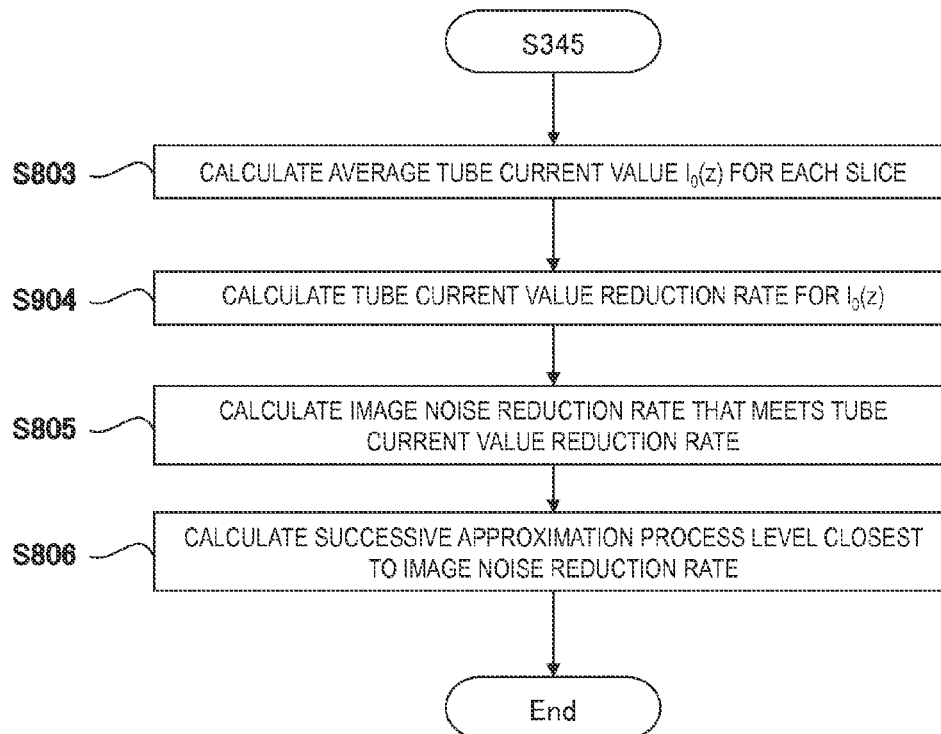 S345
S803
CALCULATE AVERAGE TUBE CURRENT VALUE I₀(z) FOR EACH SLICE
S904
CALCULATE TUBE CURRENT VALUE REDUCTION RATE FOR I₀(z)
S805
CALCULATE IMAGE NOISE REDUCTION RATE THAT MEETS TUBE
CURRENT VALUE REDUCTION RATE
S806
CALCULATE SUCCESSIVE APPROXIMATION PROCESS LEVEL CLOSEST
TO IMAGE NOISE REDUCTION RATE
End